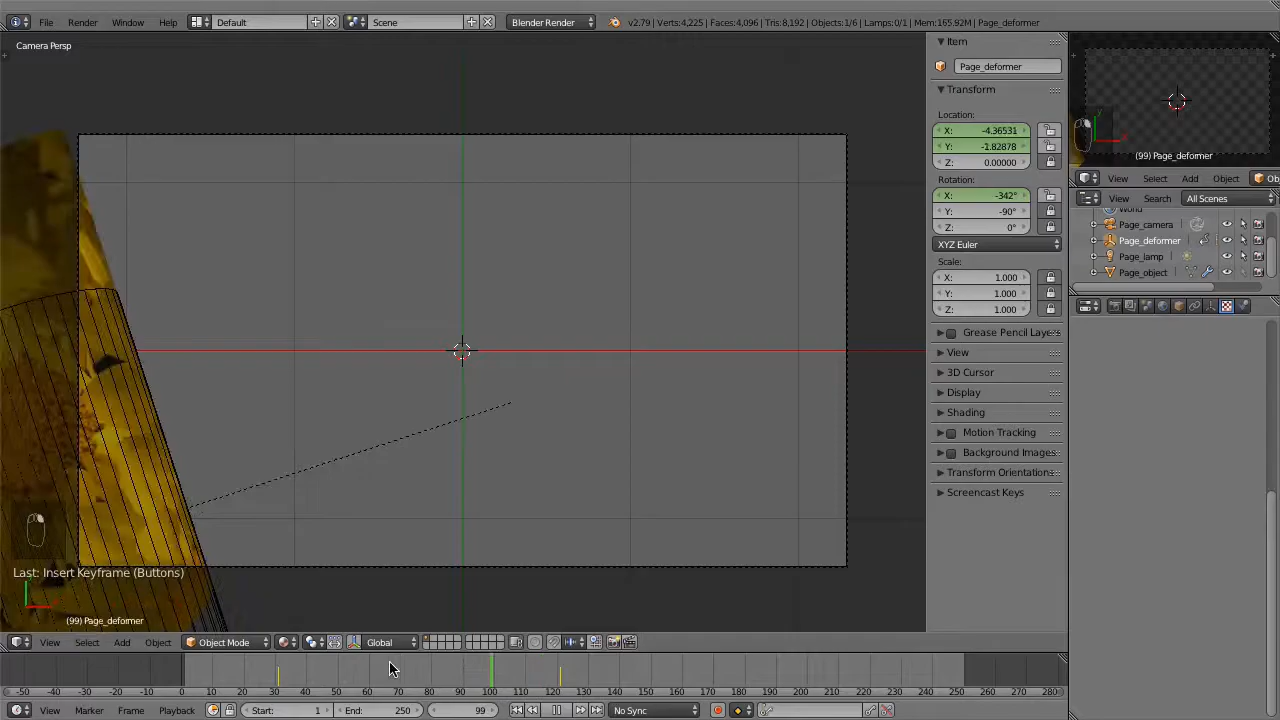 File Render Window Help Default Scene Blender Render v2.79 | Verts:4,225 | Faces:4,096 | Tris:8,192 | Objects:1/6 | Lamps:0/1 | Mem:165.92M | Page_deformer
Camera Persp
Item
Page_deformer
Transform
Location:
X: -4.36531
Y: -1.82878
Z: 0.00000
Rotation:
X: -342°
Y: -90°
Z: 0°
XYZ Euler
Scale:
X: 1.000
Y: 1.000
Z: 1.000
Grease Pencil Laye
View
3D Cursor
Display
Shading
Motion Tracking
Background Images
Transform Orientation
Screencast Keys
(99) Page_deformer
View Select Add Object Ob
View Search All Scenes
World
Page_camera
Page_deformer
Page_lamp
Page_object
Last: Insert Keyframe (Buttons)
(99) Page_deformer
View Select Add Object Object Mode Global
-50 -40 -30 -20 -10 0 10 20 30 40 50 60 70 80 90 100 110 120 130 140 150 160 170 180 190 200 210 220 230 240 250 260 270 280
View Marker Frame Playback Start: 1 End: 250 99 No Sync